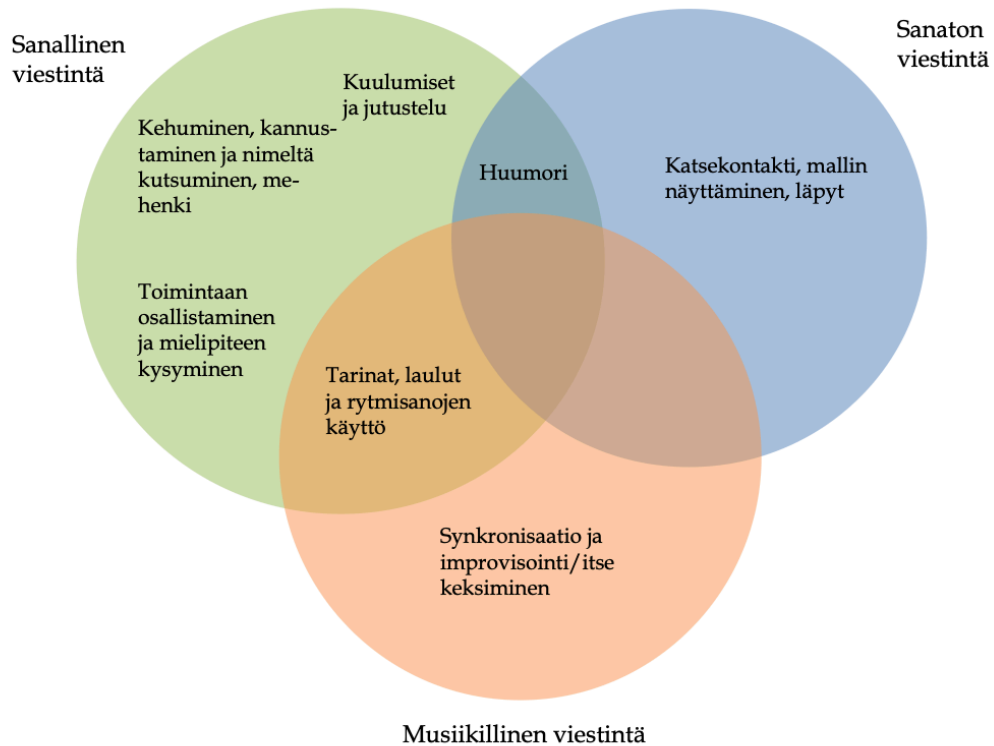 Sanallinen
viestintä
Sanaton
viestintä
Kuulumiset
ja jutustelu
Kehuminen, kannus-
taminen ja nimeltä
kutsuminen, me-
henki
Huumori
Katsekontakti, mallin
näyttäminen, läpyt
Toimintaan
osallistaminen
ja mielipiteen
kysyminen
Tarinat, laulut
ja rytmisanojen
käyttö
Synkronisaatio ja
improvisointi/itse
keksiminen
Musiikillinen viestintä